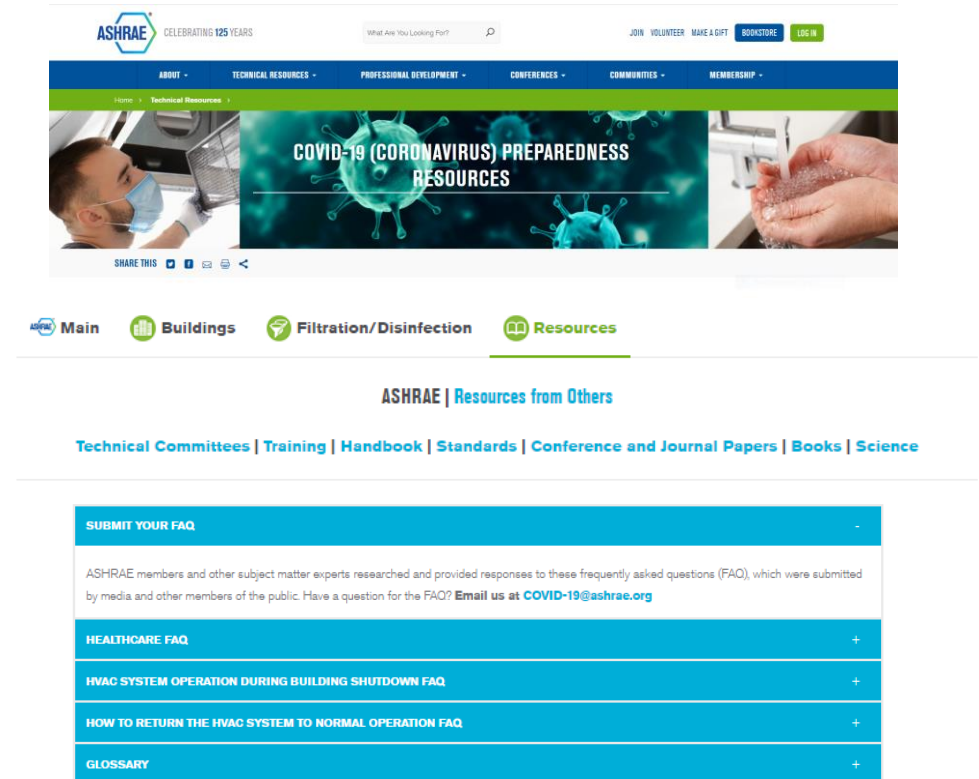 ASHRAE CELEBRATING 125 YEARS
What Are You Looking For?
JOIN VOLUNTEER MAKE A GIFT BOOKSTORE LOG IN
ABOUT TECHNICAL RESOURCES PROFESSIONAL DEVELOPMENT CONFERENCES COMMUNITIES MEMBERSHIP
Home > Technical Resources >
COVID-19 (CORONAVIRUS) PREPAREDNESS
RESOURCES
SHARE THIS
ASHRAE Main Buildings Filtration/Disinfection Resources
ASHRAE | Resources from Others
Technical Committees | Training | Handbook | Standards | Conference and Journal Papers | Books | Science
SUBMIT YOUR FAQ -
ASHRAE members and other subject matter experts researched and provided responses to these frequently asked questions (FAQ), which were submitted
by media and other members of the public. Have a question for the FAQ? Email us at COVID-19@ashrae.org
HEALTHCARE FAQ +
HVAC SYSTEM OPERATION DURING BUILDING SHUTDOWN FAQ +
HOW TO RETURN THE HVAC SYSTEM TO NORMAL OPERATION FAQ +
GLOSSARY +